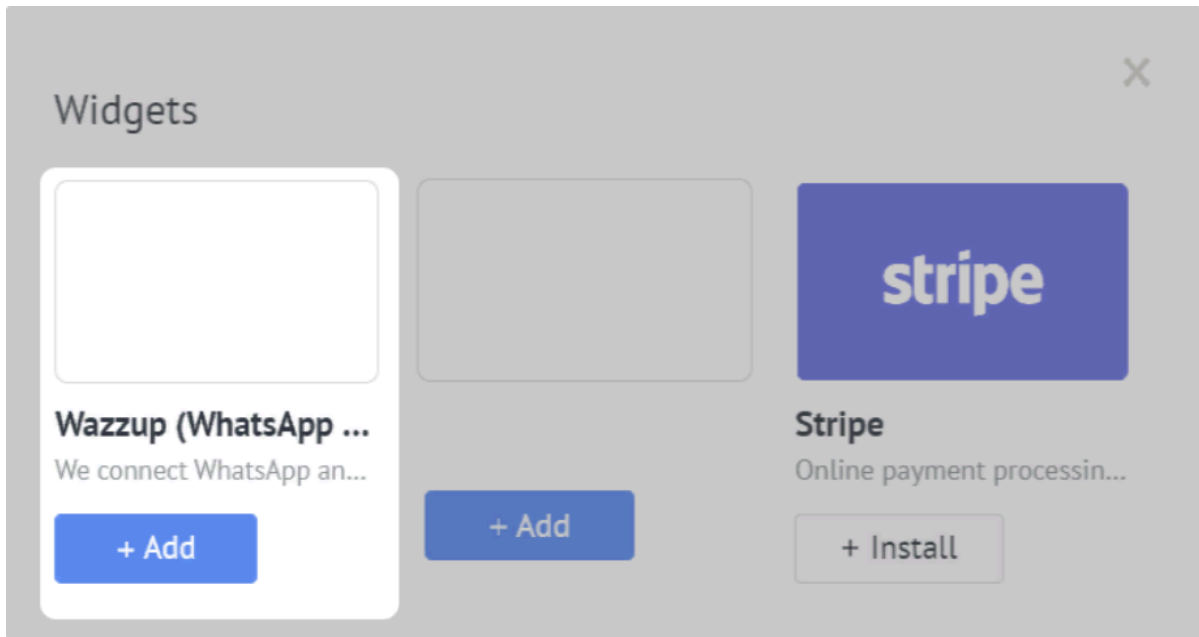 Widgets
stripe
Wazzup (WhatsApp ...
We connect WhatsApp an...
+ Add
+ Add
Stripe
Online payment processin...
+ Install